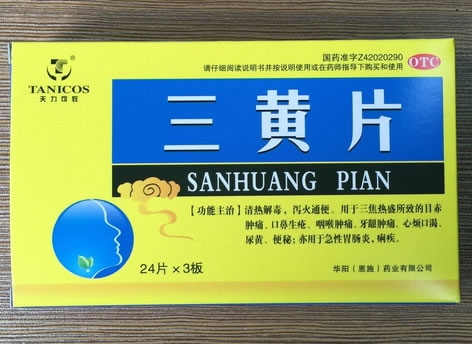 国药准字Z42020290
请仔细阅读说明书并按说明使用或在药师指导下购买和使用
OTC
®
TANICOS
天力可致
三黄片
SANHUANG PIAN
【功能主治】清热解毒，泻火通便。用于三焦热盛所致的目赤
肿痛、口鼻生疮、咽喉肿痛、牙龈肿痛、心烦口渴、
尿黄、便秘；亦用于急性胃肠炎，痢疾。
24片×3板
华阳（恩施）药业有限公司